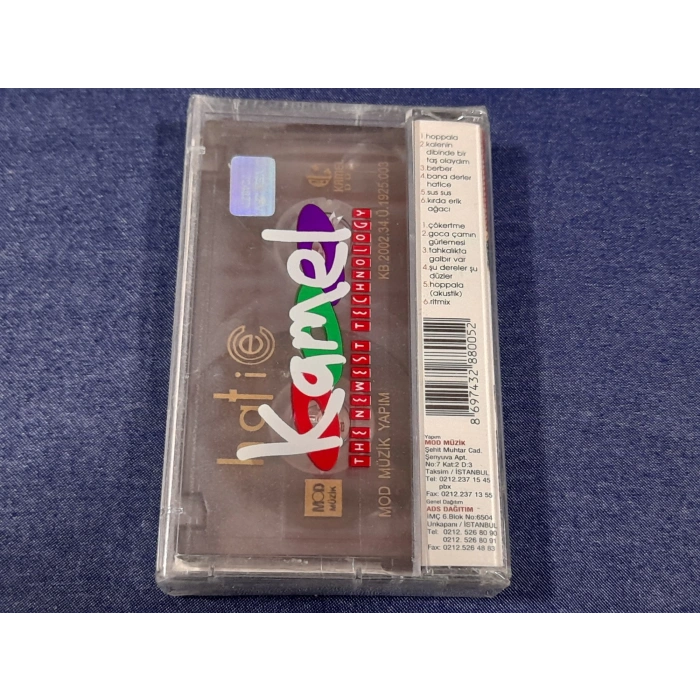 hatice
Kamel
THE NEWEST TECHNOLOGY
KB.2002.34.Ü.1925.003
MOD MÜZİK YAPIM
MOD
MÜZİK
1.hoppala
2.kalenin
dibinde bir
taş olaydım
3.berber
4.bana derler
hatice
5.sus sus
6.kırda erik
ağacı
1.çökertme
2.goca çamın
gürlemesi
3.tahkalıkta
galbır var
4.şu dereler şu
düzler
5.hoppala
(akustik)
6.ritmix
8 697432 880052
Yapım
MOD MÜZİK
Şehit Muhtar Cad.
Şenyuva Apt.
No:7 Kat:2 D:3
Taksim / İSTANBUL
Tel: 0212.237 15 45
pbx
Fax: 0212.237 13 55
Genel Dağıtım
ADS DAĞITIM
İMÇ 6.Blok No:6504
Unkapanı / İSTANBUL
Tel: 0212. 526 80 90
0212. 526 80 91
Fax: 0212.526 48 83